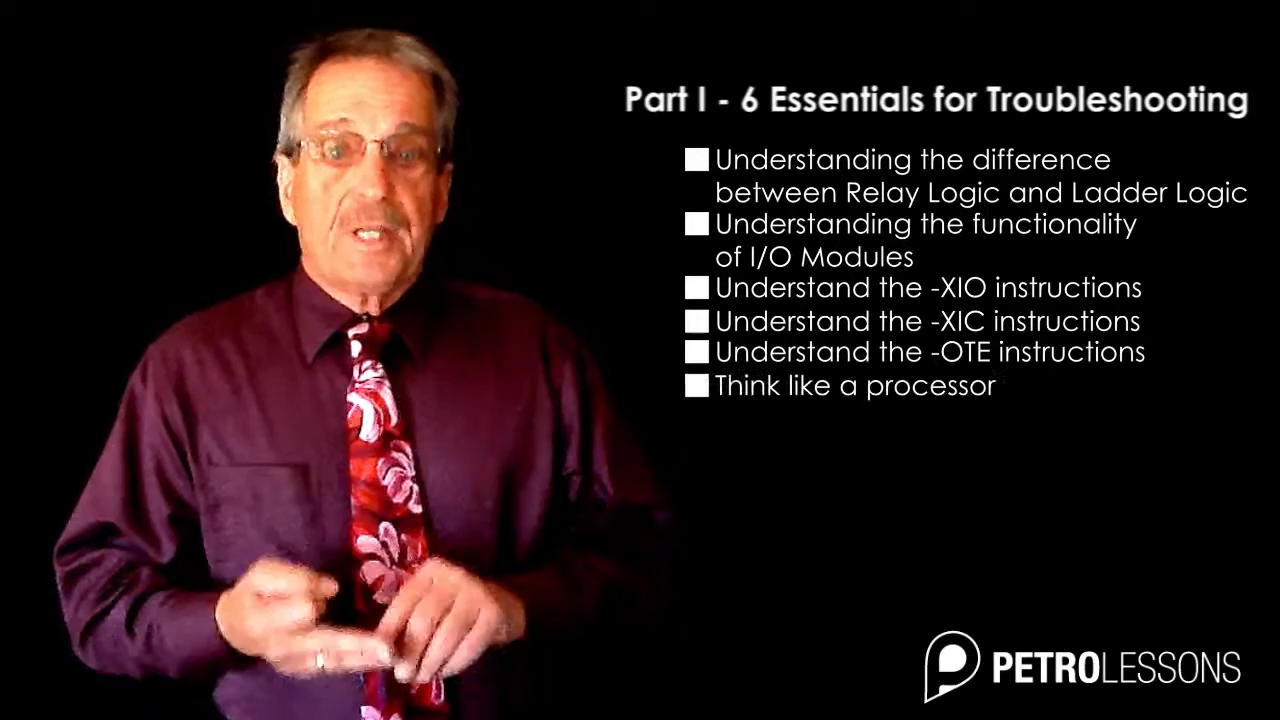 Part I - 6 Essentials for Troubleshooting
Understanding the difference
between Relay Logic and Ladder Logic
Understanding the functionality
of I/O Modules
Understand the -XIO instructions
Understand the -XIC instructions
Understand the -OTE instructions
Think like a processor
PETROLESSONS